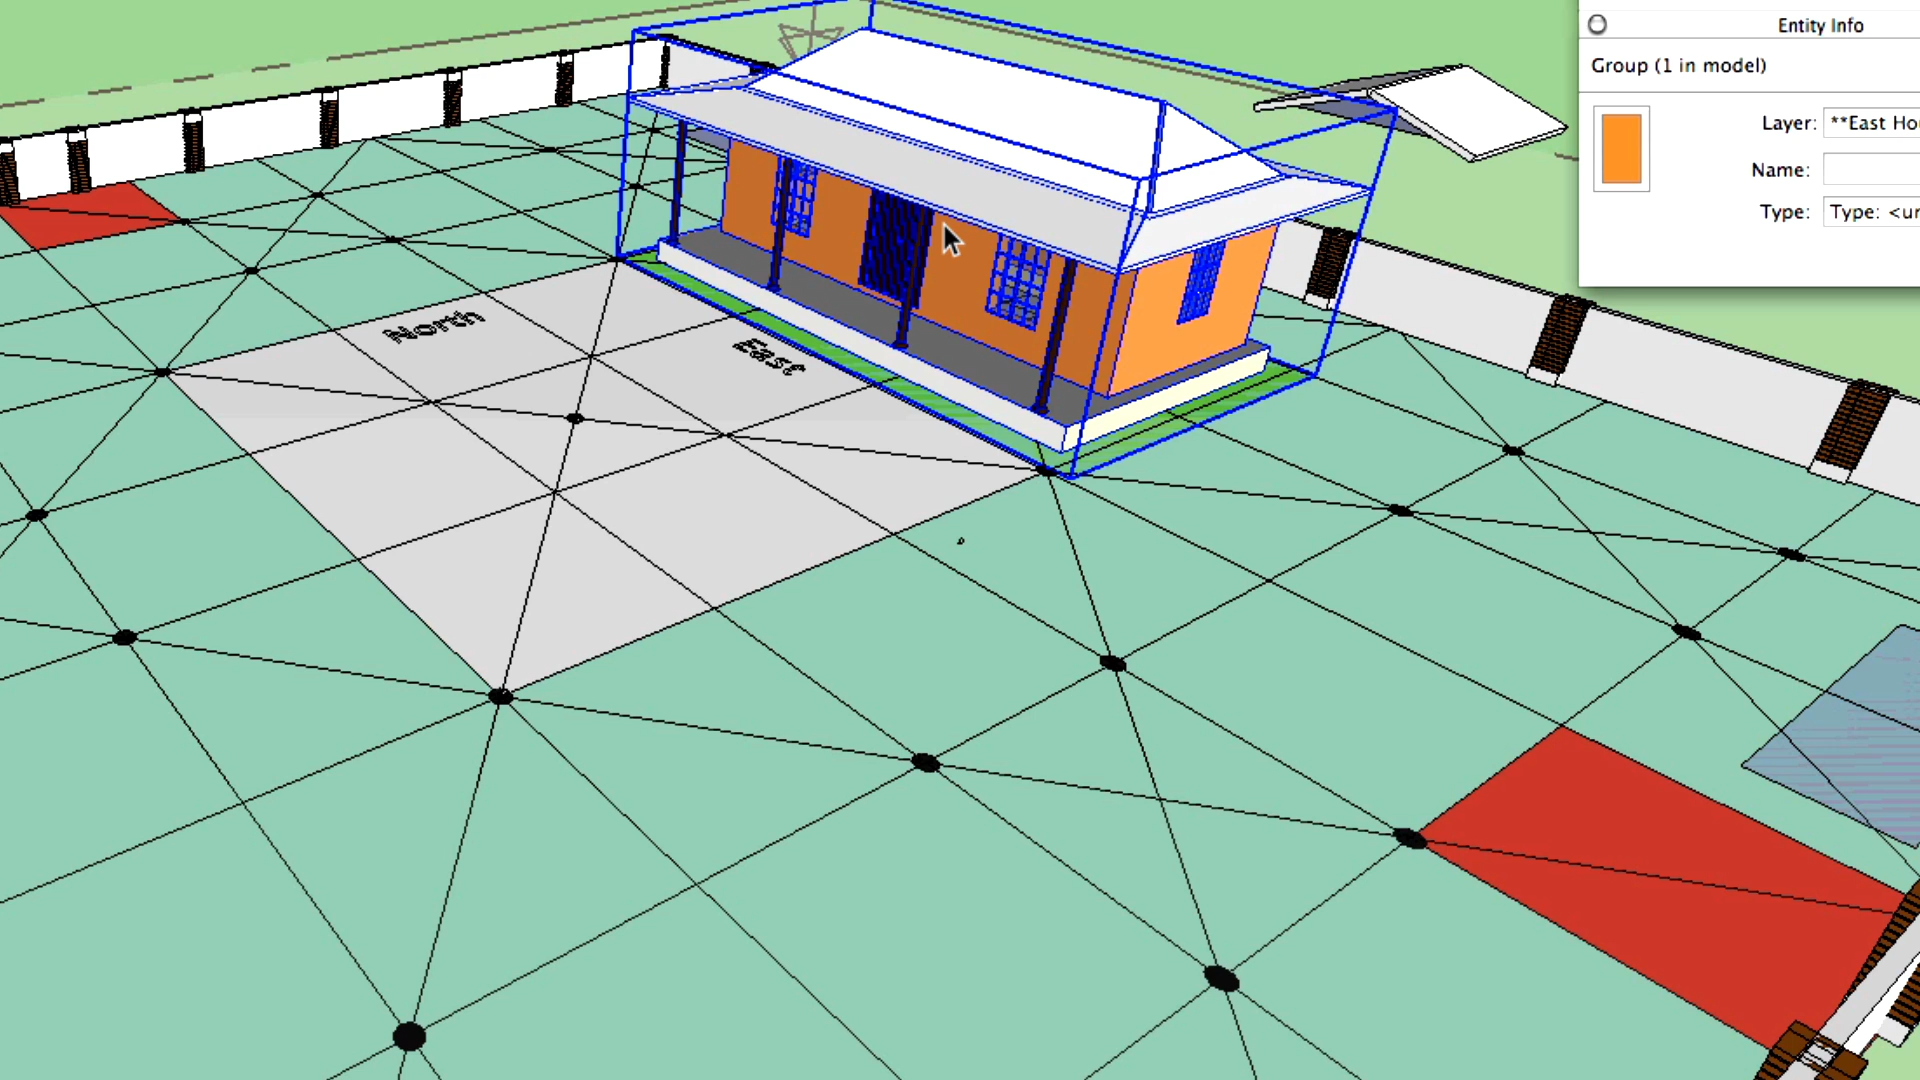 Entity Info
Group (1 in model)
Layer: **East Ho
Name:
Type: Type: <ur
North
East